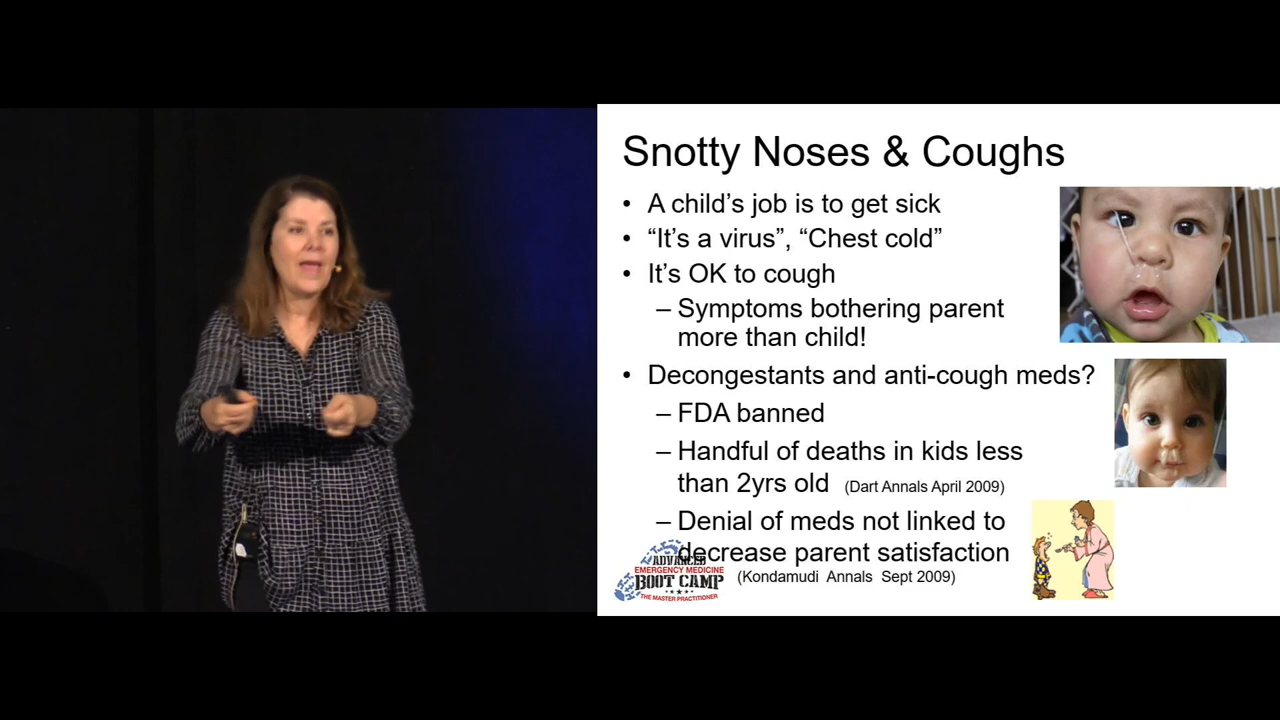 Snotty Noses & Coughs
• A child’s job is to get sick
• “It’s a virus”, “Chest cold”
• It’s OK to cough
– Symptoms bothering parent
more than child!
• Decongestants and anti-cough meds?
– FDA banned
– Handful of deaths in kids less
than 2yrs old (Dart Annals April 2009)
– Denial of meds not linked to
decrease parent satisfaction
(Kondamudi Annals Sept 2009)
ADVANCED
EMERGENCY MEDICINE
BOOT CAMP
THE MASTER PRACTITIONER